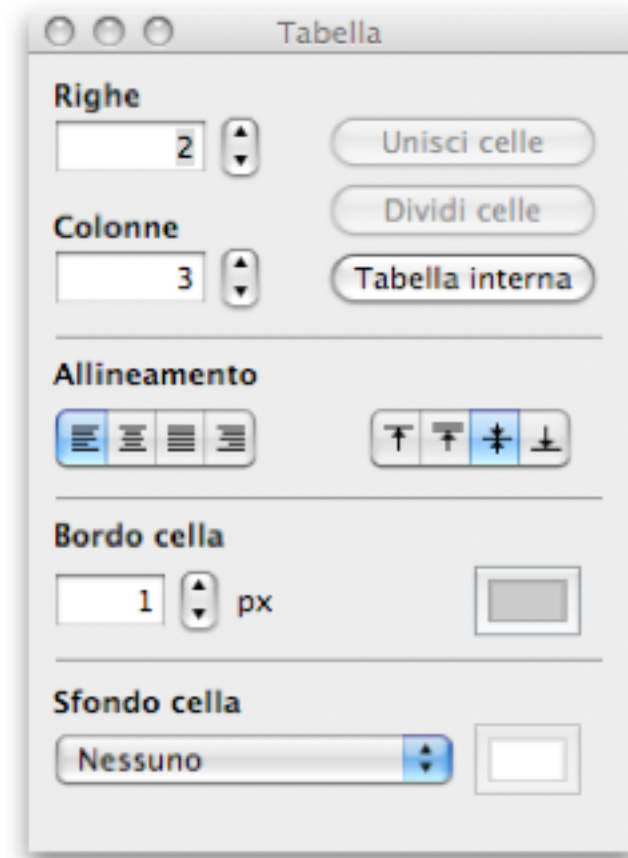 Tabella
Righe
2
Unisci celle
Dividi celle
Colonne
3
Tabella interna
Allineamento
Bordo cella
1 px
Sfondo cella
Nessuno